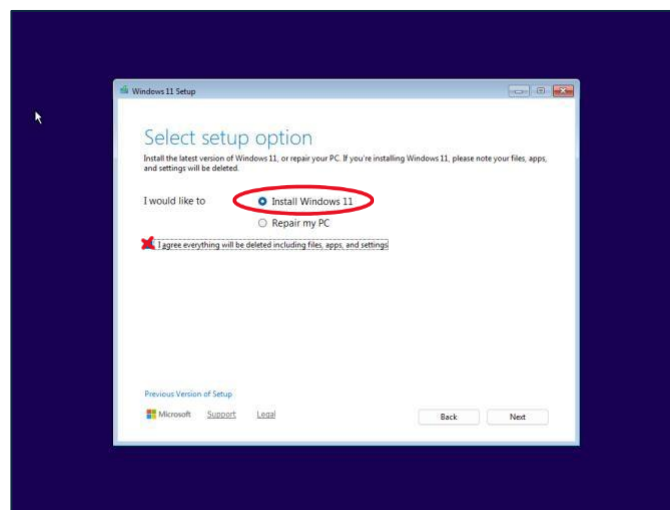 Windows 11 Setup
Select setup option
Install the latest version of Windows 11, or repair your PC. If you're installing Windows 11, please note your files, apps,
and settings will be deleted.
I would like to
Install Windows 11
Repair my PC
I agree everything will be deleted including files, apps, and settings
Previous Version of Setup
Microsoft Support Legal
Back Next